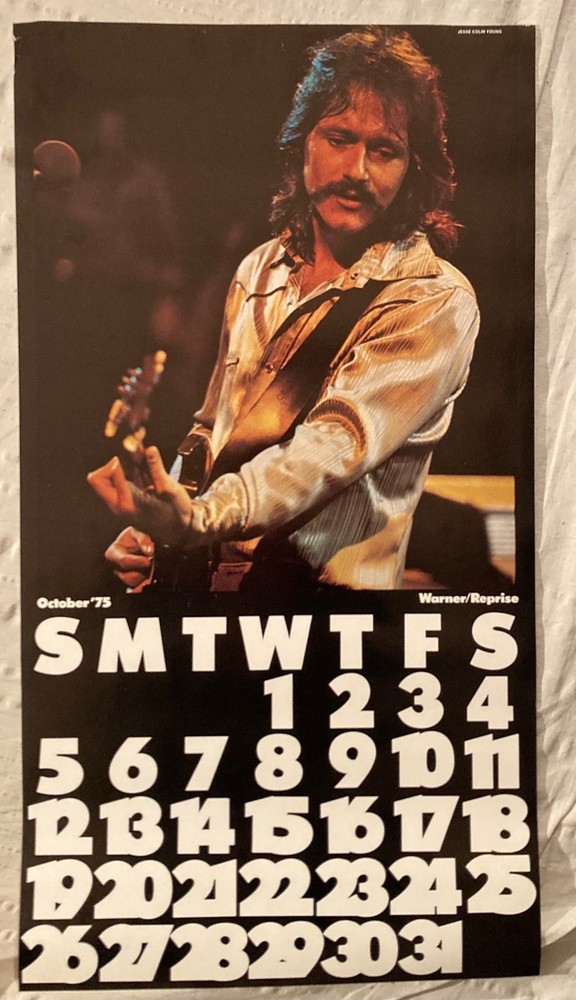 JESSE COLIN YOUNG
October '75 Warner/Reprise
S M T W T F S
1 2 3 4
5 6 7 8 9 10 11
12 13 14 15 16 17 18
19 20 21 22 23 24 25
26 27 28 29 30 31